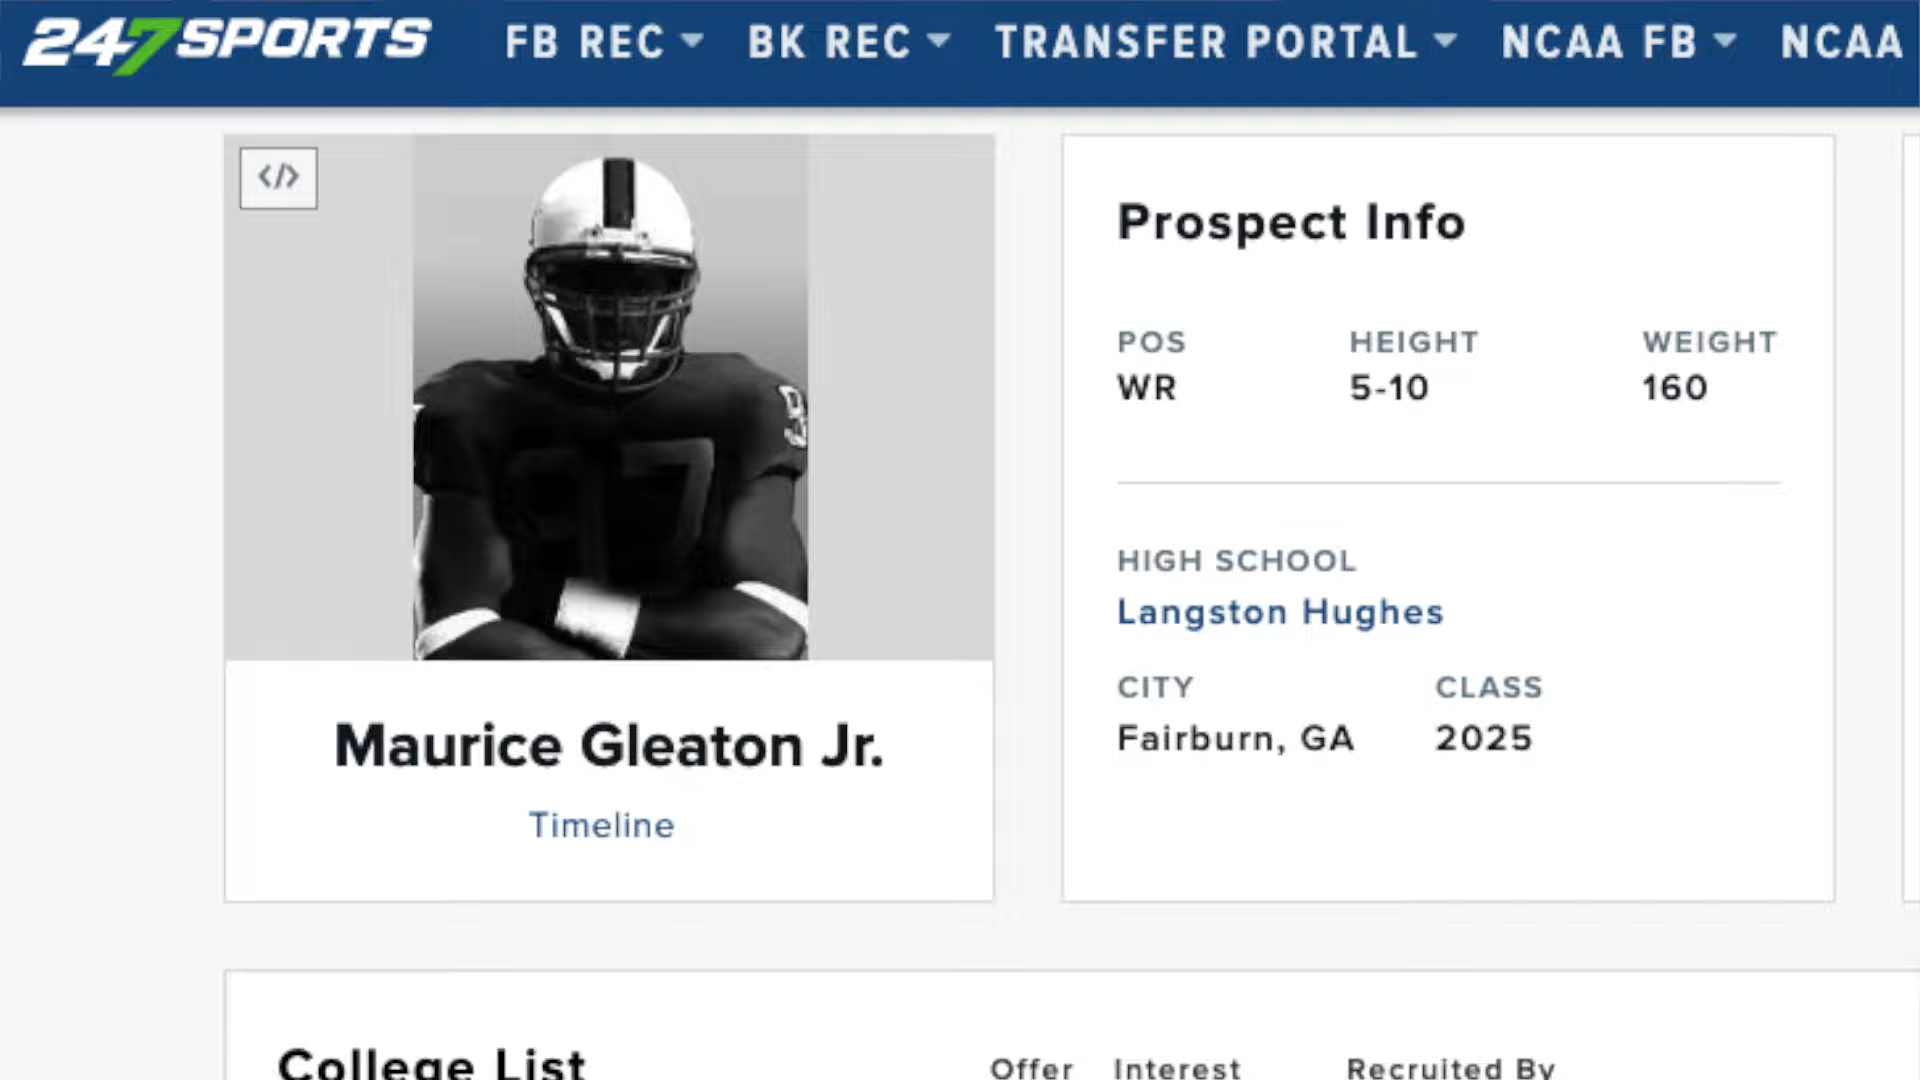 247SPORTS FB REC BK REC TRANSFER PORTAL NCAA FB NCAA
</>
97
Maurice Gleaton Jr.
Timeline
Prospect Info
POS HEIGHT WEIGHT
WR 5-10 160
HIGH SCHOOL
Langston Hughes
CITY CLASS
Fairburn, GA 2025
College List Offer Interest Recruited By